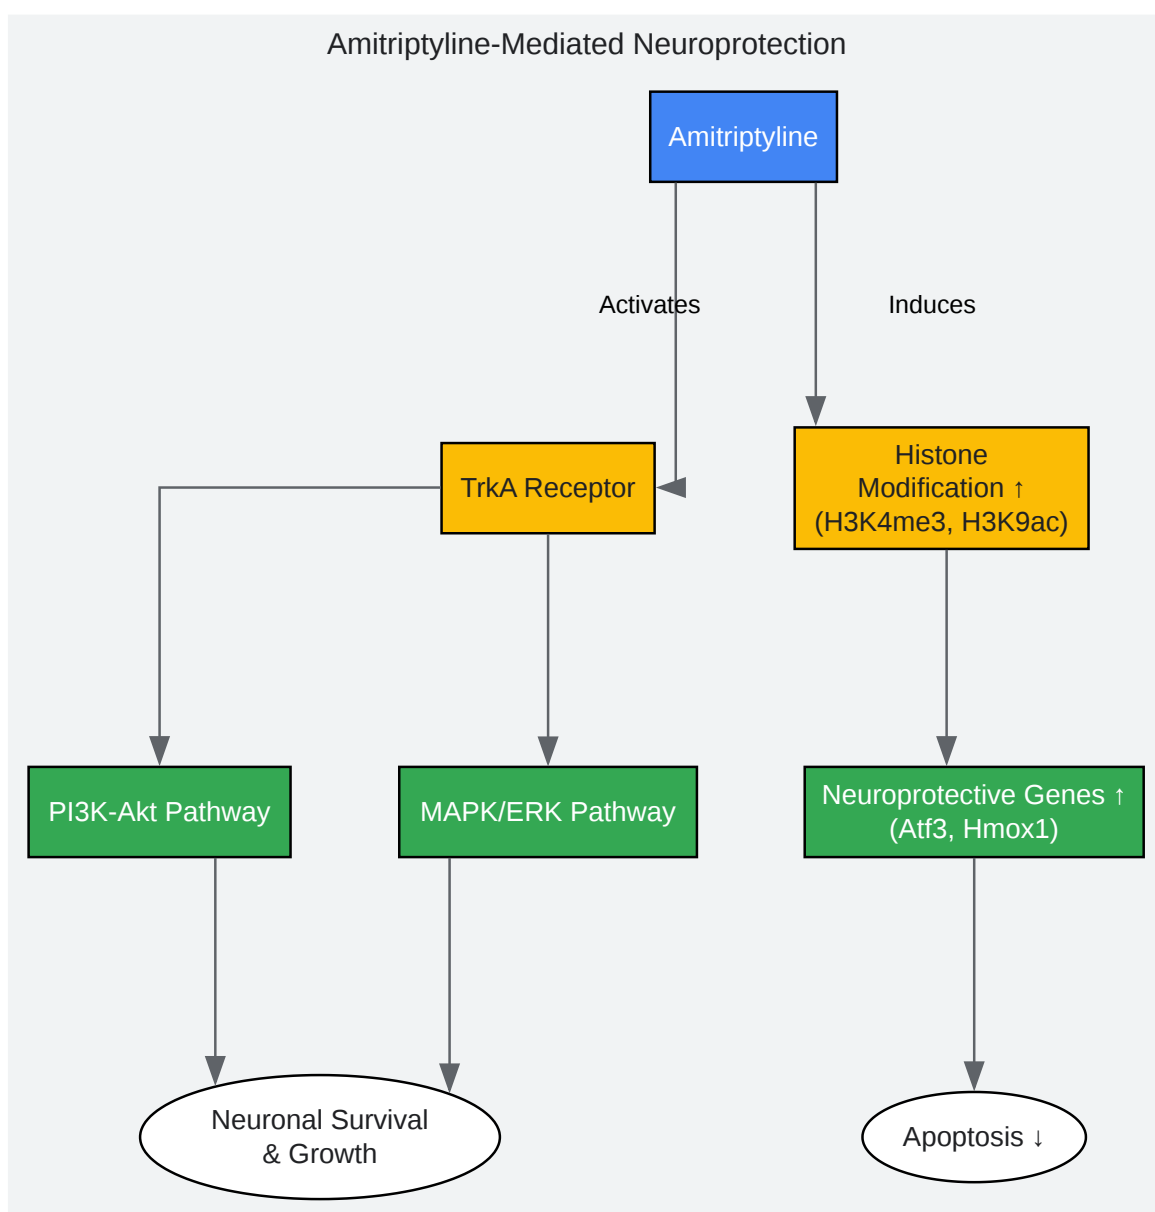 Amitriptyline-Mediated Neuroprotection
Amitriptyline
Activates
Induces
TrkA Receptor
Histone
Modification ↑
(H3K4me3, H3K9ac)
PI3K-Akt Pathway
MAPK/ERK Pathway
Neuroprotective Genes ↑
(Atf3, Hmox1)
Neuronal Survival
& Growth
Apoptosis ↓